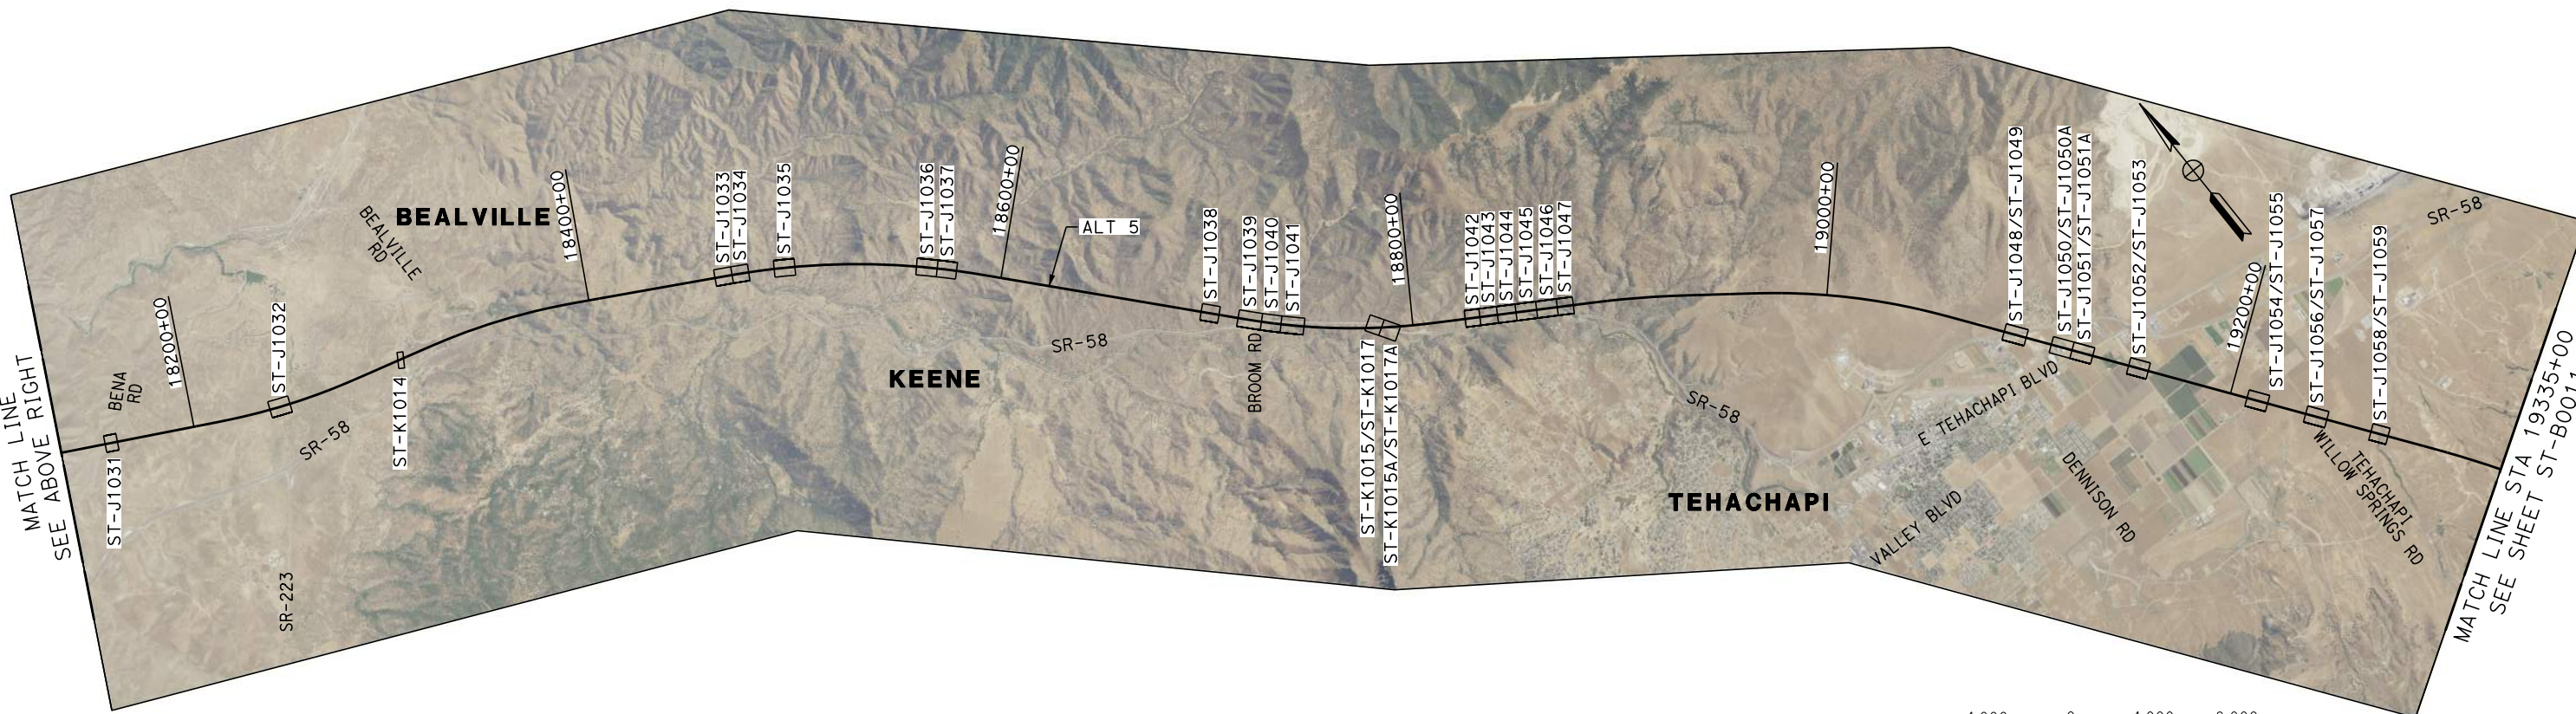 MATCH LINE
SEE ABOVE RIGHT
BENA
RD
ST-J1031
18200+00
ST-J1032
SR-223
SR-58
BEALVILLE
RD
ST-K1014
BEALVILLE
18400+00
ST-J1033
ST-J1034
ST-J1035
ST-J1036
ST-J1037
KEENE
18600+00
ALT 5
SR-58
ST-J1038
ST-J1039
ST-J1040
ST-J1041
BROOM RD
ST-K1015/ST-K1017
ST-K1015A/ST-K1017A
18800+00
ST-J1042
ST-J1043
ST-J1044
ST-J1045
ST-J1046
ST-J1047
SR-58
TEHACHAPI
19000+00
E TEHACHAPI BLVD
VALLEY BLVD
ST-J1048/ST-J1049
ST-J1050/ST-J1050A
ST-J1051/ST-J1051A
DENNISON RD
ST-J1052/ST-J1053
19200+00
ST-J1054/ST-J1055
ST-J1056/ST-J1057
TEHACHAPI
WILLOW SPRINGS RD
ST-J1058/ST-J1059
SR-58
MATCH LINE STA 19335+00
SEE SHEET ST-B0011